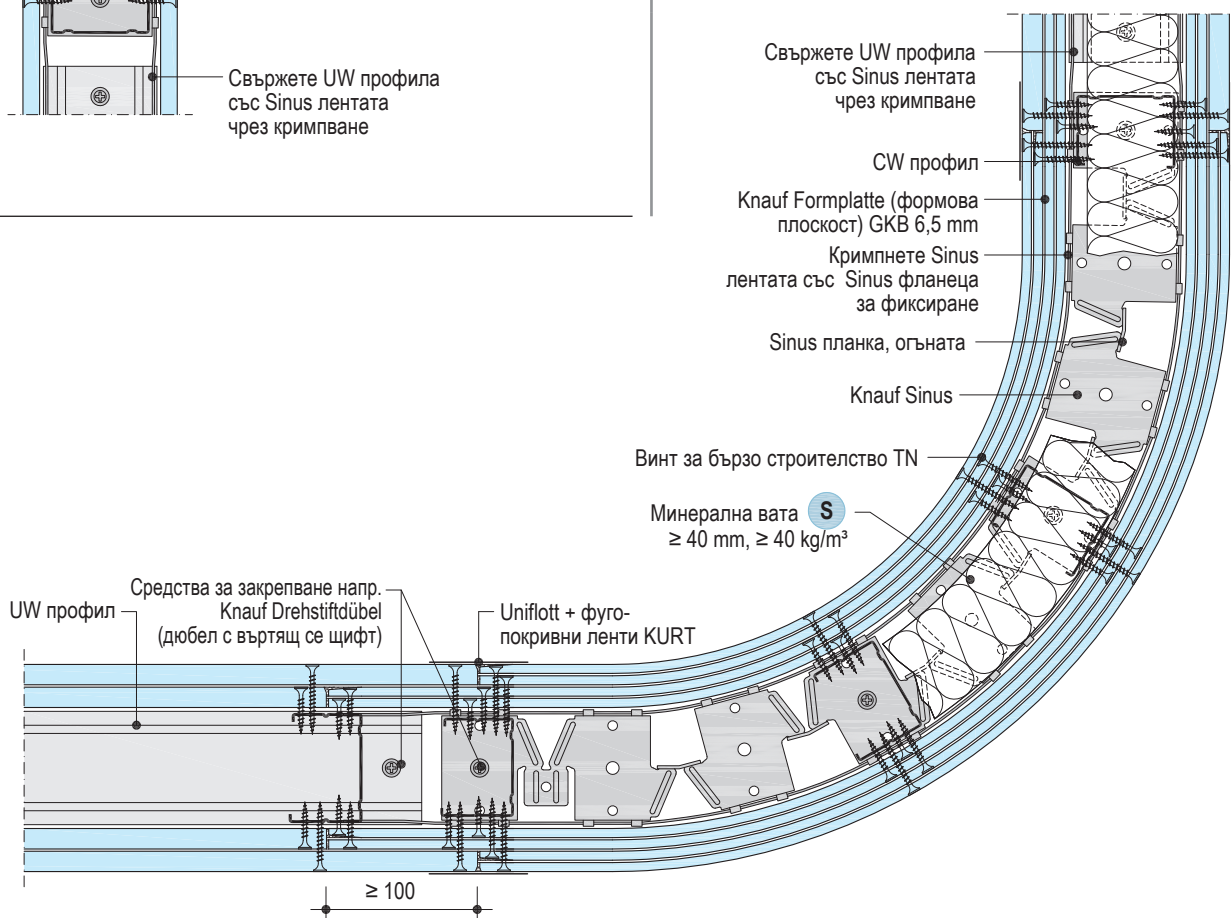 Свържете UW профила
със Sinus лентата
чрез кримпване
Свържете UW профила
със Sinus лентата
чрез кримпване
CW профил
Knauf Formplatte (формова
плоскост) GKB 6,5 mm
Кримпнете Sinus
лентата със Sinus фланеца
за фиксиране
Sinus планка, огъната
Knauf Sinus
Винт за бързо строителство TN
Минерална вата S
≥ 40 mm, ≥ 40 kg/m³
Средства за закрепване напр.
Knauf Drehstiftdübel
(дюбел с въртящ се щифт)
UW профил
Uniflott + фуго-
покривни ленти KURT
≥ 100